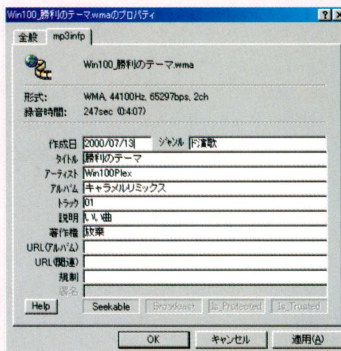 Win100_勝利のテーマ.wmaのプロパティ
全般 mp3infp
Win100_勝利のテーマ.wma
形式: WMA, 44100Hz, 65297bps, 2ch
録音時間: 247sec (0:4:07)
作成日 2000/07/13 ジャンル ド演歌
タイトル 勝利のテーマ
アーティスト Win100Plex
アルバム キャラメルリミックス
トラック 01
説明 いい曲
著作権 放棄
URL(アルバム)
URL(関連)
規制
署名
Help Seekable Broadcast Is_Protected Is_Trusted
OK キャンセル 適用(A)